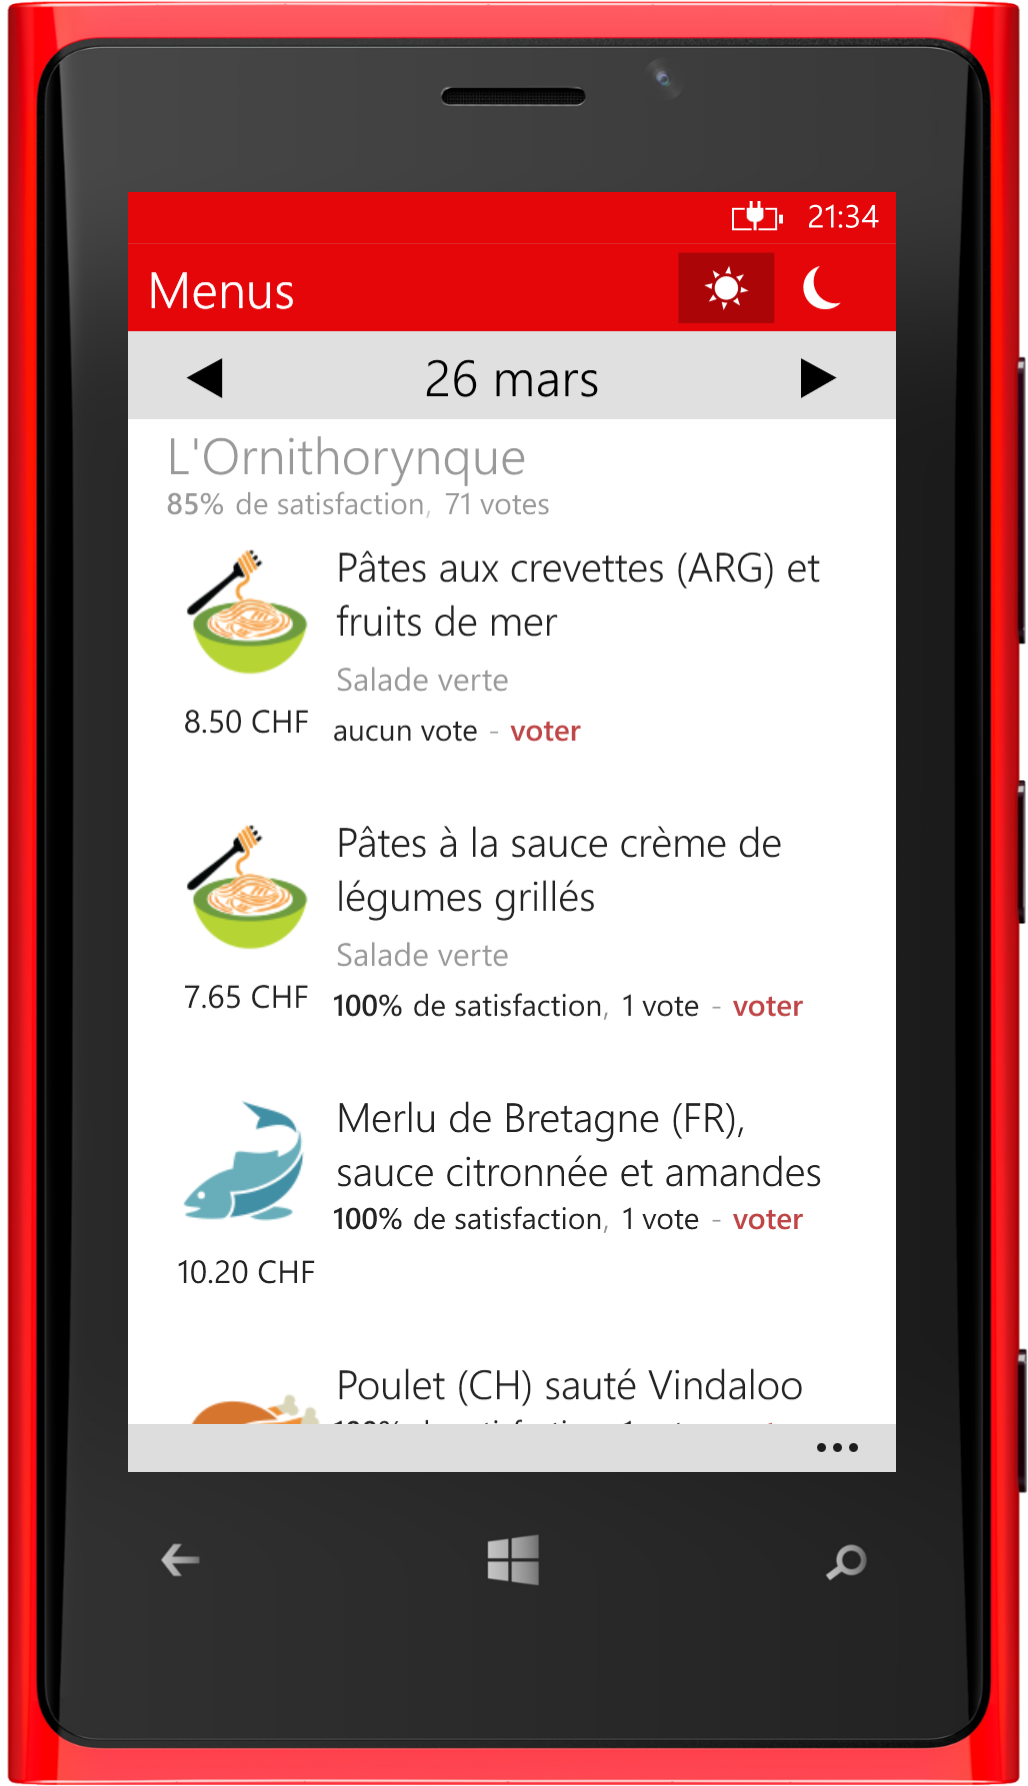 21:34
Menus
26 mars
L'Ornithorynque
85% de satisfaction, 71 votes
Pâtes aux crevettes (ARG) et
fruits de mer
Salade verte
8.50 CHF
aucun vote - voter
Pâtes à la sauce crème de
légumes grillés
Salade verte
7.65 CHF
100% de satisfaction, 1 vote - voter
Merlu de Bretagne (FR),
sauce citronnée et amandes
100% de satisfaction, 1 vote - voter
10.20 CHF
Poulet (CH) sauté Vindaloo